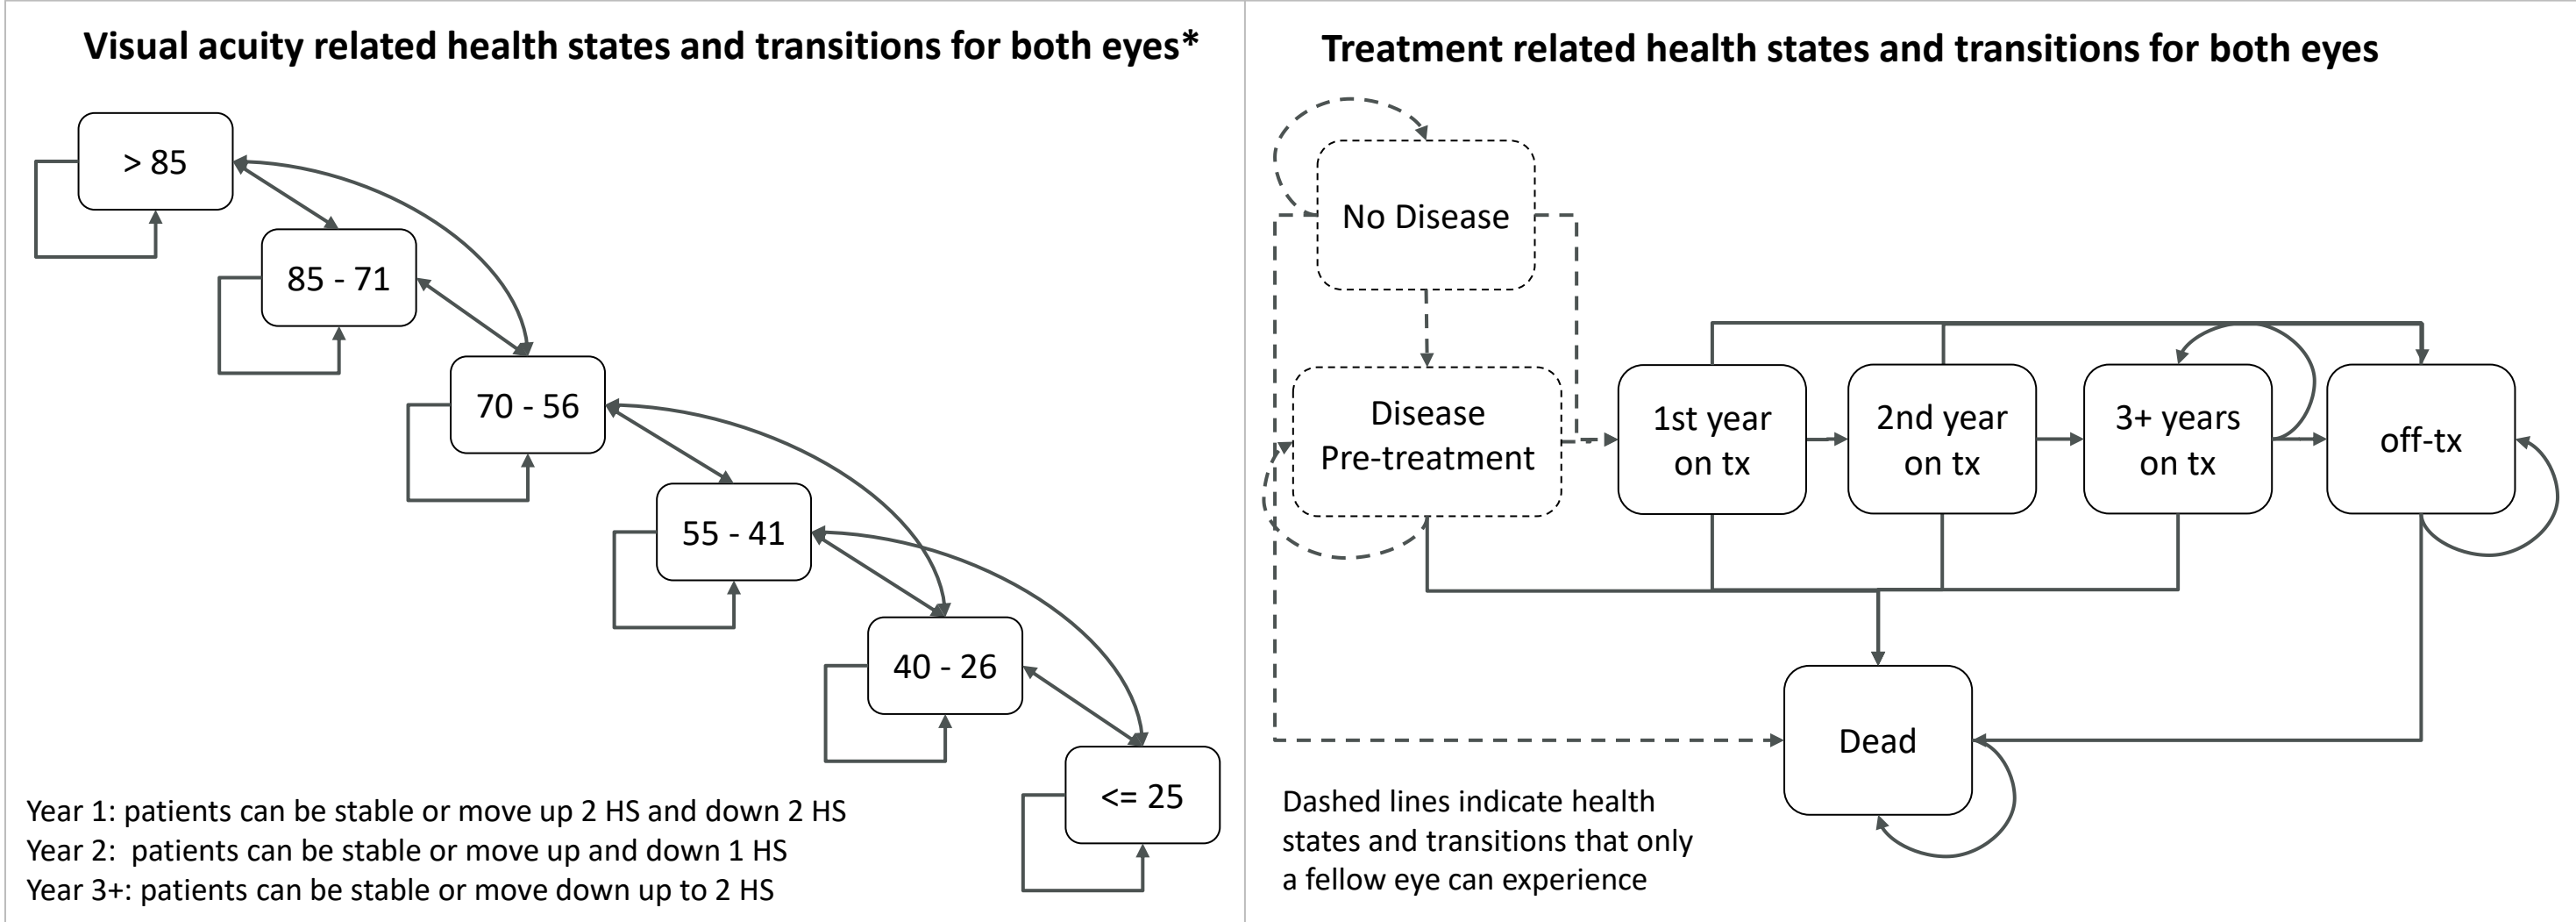 Visual acuity related health states and transitions for both eyes*
> 85
85 - 71
70 - 56
55 - 41
40 - 26
<= 25
Year 1: patients can be stable or move up 2 HS and down 2 HS
Year 2:  patients can be stable or move up and down 1 HS
Year 3+: patients can be stable or move down up to 2 HS
Treatment related health states and transitions for both eyes
No Disease
Disease
Pre-treatment
1st year
on tx
2nd year
on tx
3+ years
on tx
off-tx
Dead
Dashed lines indicate health
states and transitions that only
a fellow eye can experience